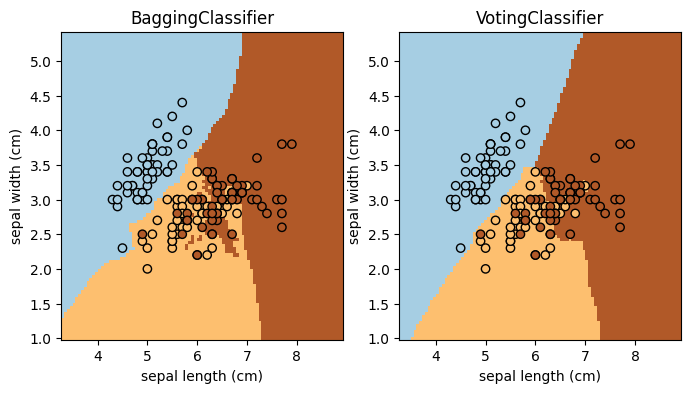 BaggingClassifier
5.0
4.5
4.0
3.5
3.0
2.5
2.0
1.5
1.0
sepal width (cm)
4 5 6 7 8
sepal length (cm)
VotingClassifier
5.0
4.5
4.0
3.5
3.0
2.5
2.0
1.5
1.0
sepal width (cm)
4 5 6 7 8
sepal length (cm)